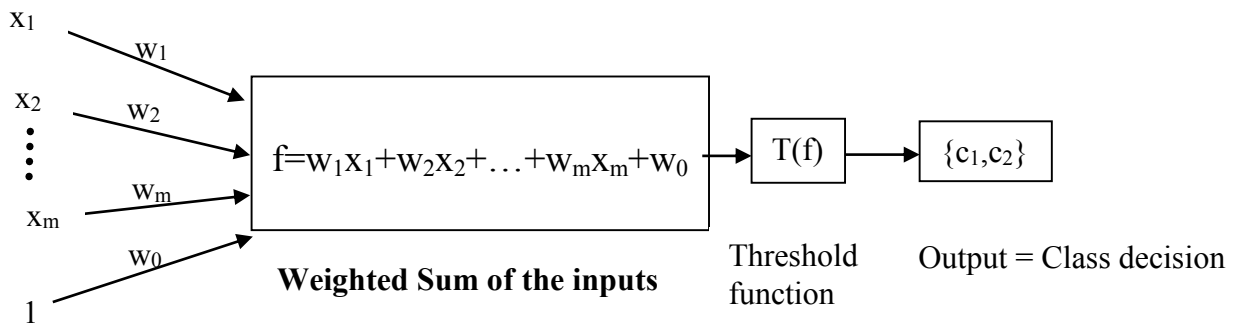 x₁
w₁
x₂
w₂
f=w₁x₁+w₂x₂+…+wₘxₘ+w₀
T(f)
{c₁,c₂}
wₘ
xₘ
w₀
1
Weighted Sum of the inputs
Threshold
function
Output = Class decision